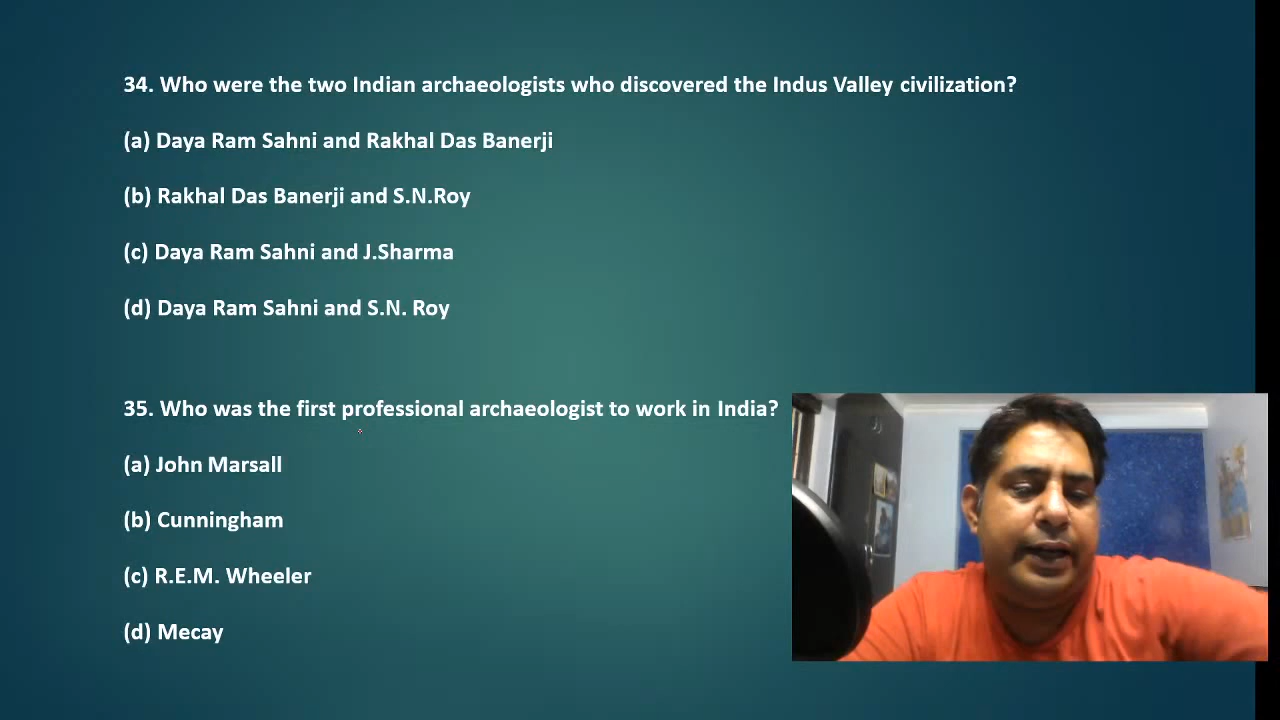 34. Who were the two Indian archaeologists who discovered the Indus Valley civilization?
(a) Daya Ram Sahni and Rakhal Das Banerji
(b) Rakhal Das Banerji and S.N.Roy
(c) Daya Ram Sahni and J.Sharma
(d) Daya Ram Sahni and S.N. Roy
35. Who was the first professional archaeologist to work in India?
(a) John Marsall
(b) Cunningham
(c) R.E.M. Wheeler
(d) Mecay